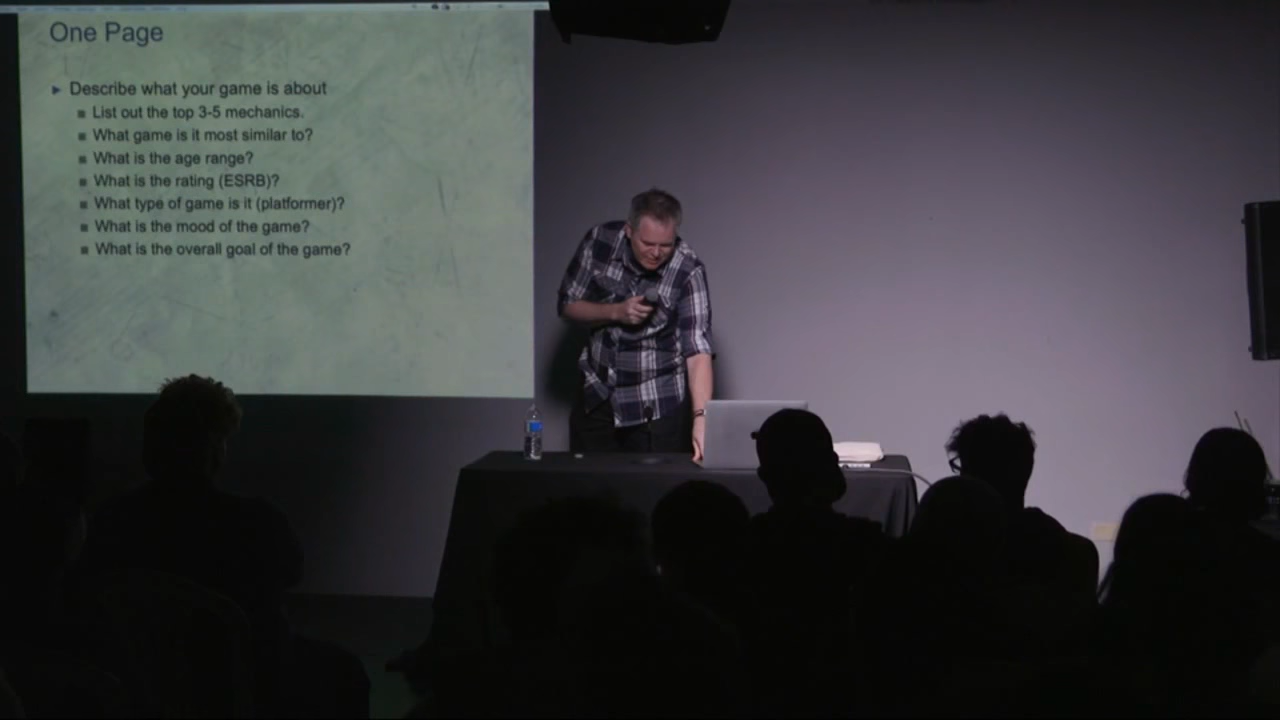 One Page
Describe what your game is about
List out the top 3-5 mechanics.
What game is it most similar to?
What is the age range?
What is the rating (ESRB)?
What type of game is it (platformer)?
What is the mood of the game?
What is the overall goal of the game?